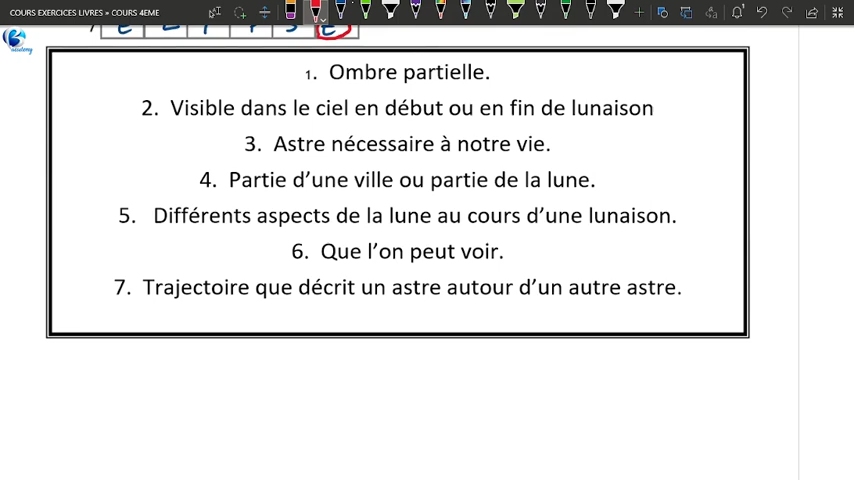 COURS EXERCICES LIVRES » COURS 4EME
E L I P S E
academy
1. Ombre partielle.
2. Visible dans le ciel en début ou en fin de lunaison
3. Astre nécessaire à notre vie.
4. Partie d'une ville ou partie de la lune.
5. Différents aspects de la lune au cours d'une lunaison.
6. Que l'on peut voir.
7. Trajectoire que décrit un astre autour d'un autre astre.